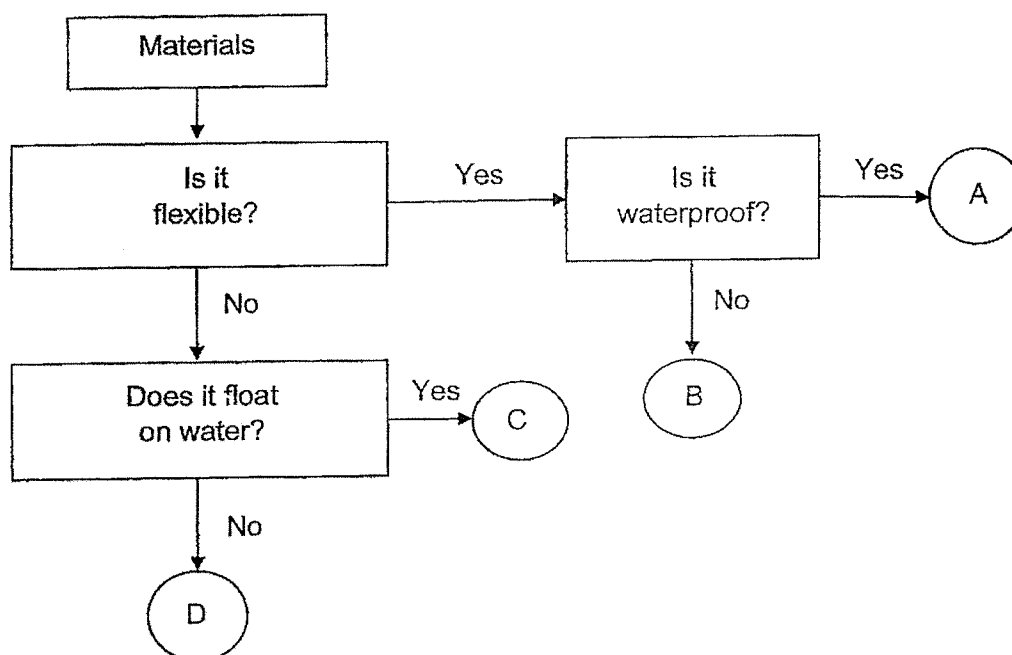 Materials
Is it
flexible?
Yes
Is it
waterproof?
Yes
A
No
No
B
Does it float
on water?
Yes
C
No
D